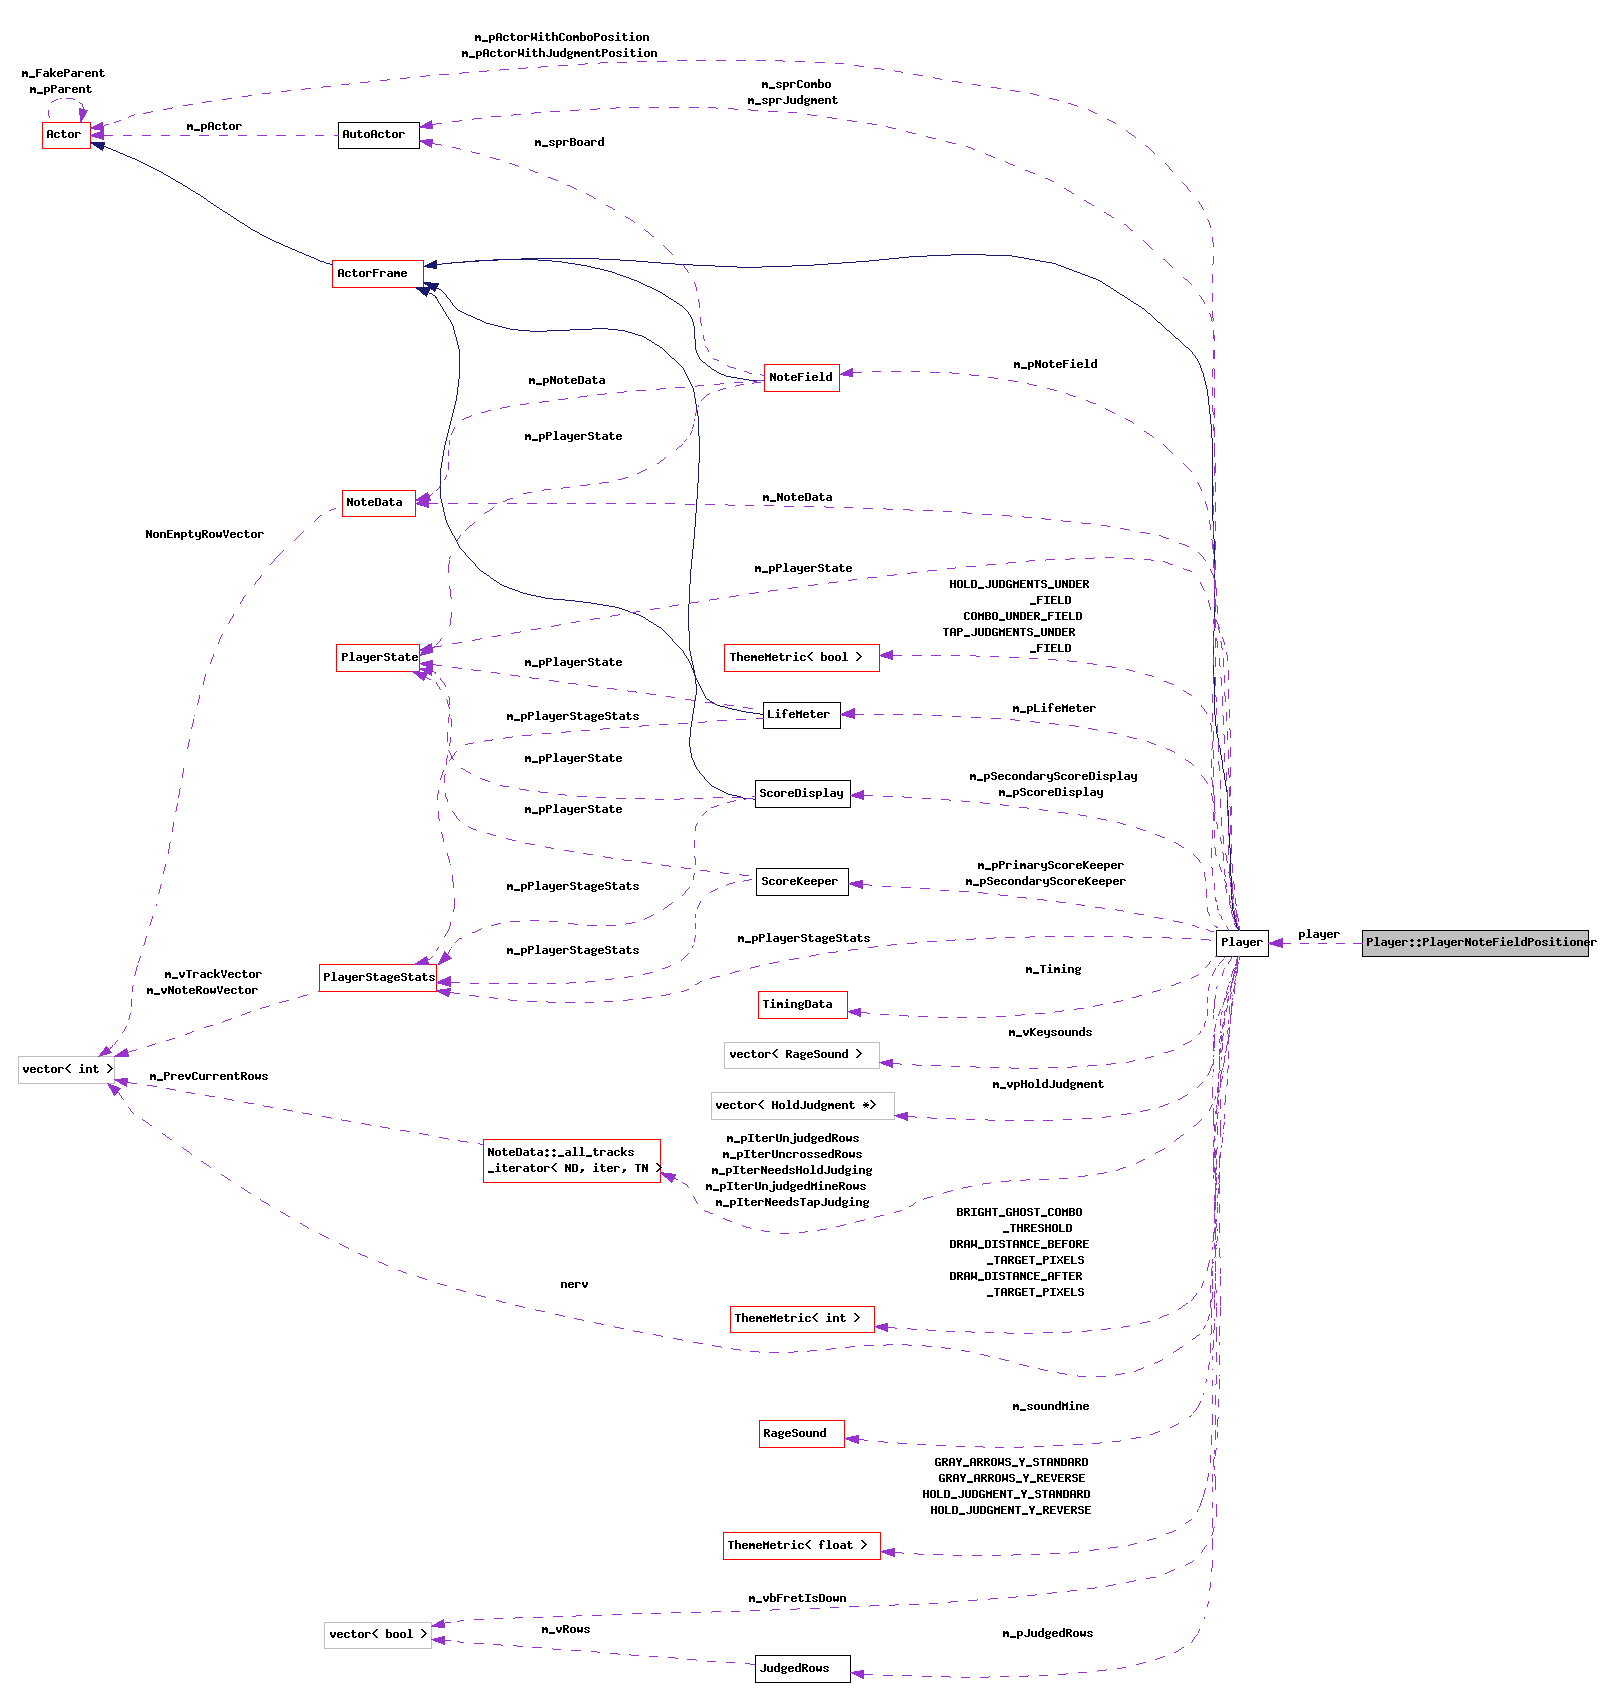 m_pActorWithComboPosition
m_pActorWithJudgmentPosition
m_FakeParent
m_pParent
m_sprCombo
m_sprJudgment
Actor
m_pActor
AutoActor
m_sprBoard
ActorFrame
m_pNoteField
NoteField
m_pNoteData
m_pPlayerState
NoteData
m_NoteData
NonEmptyRowVector
m_pPlayerState
HOLD_JUDGMENTS_UNDER
_FIELD
COMBO_UNDER_FIELD
TAP_JUDGMENTS_UNDER
_FIELD
PlayerState
ThemeMetric< bool >
m_pPlayerState
m_pPlayerStageStats
LifeMeter
m_pLifeMeter
m_pPlayerState
m_pSecondaryScoreDisplay
m_pScoreDisplay
ScoreDisplay
m_pPlayerState
m_pPrimaryScoreKeeper
m_pSecondaryScoreKeeper
ScoreKeeper
m_pPlayerStageStats
m_pPlayerStageStats
m_pPlayerStageStats
Player
player
Player::PlayerNoteFieldPositioner
m_vTrackVector
m_vNoteRowVector
PlayerStageStats
m_Timing
TimingData
m_vKeysounds
vector< RageSound >
vector< int >
m_PrevCurrentRows
m_vpHoldJudgment
vector< HoldJudgment *>
NoteData::_all_tracks
_iterator< ND, iter, TN >
m_pIterUnjudgedRows
m_pIterUncrossedRows
m_pIterNeedsHoldJudging
m_pIterUnjudgedMineRows
m_pIterNeedsTapJudging
BRIGHT_GHOST_COMBO
_THRESHOLD
DRAW_DISTANCE_BEFORE
_TARGET_PIXELS
DRAW_DISTANCE_AFTER
_TARGET_PIXELS
nerv
ThemeMetric< int >
m_soundMine
RageSound
GRAY_ARROWS_Y_STANDARD
GRAY_ARROWS_Y_REVERSE
HOLD_JUDGMENT_Y_STANDARD
HOLD_JUDGMENT_Y_REVERSE
ThemeMetric< float >
m_vbFretIsDown
vector< bool >
m_vRows
m_pJudgedRows
JudgedRows